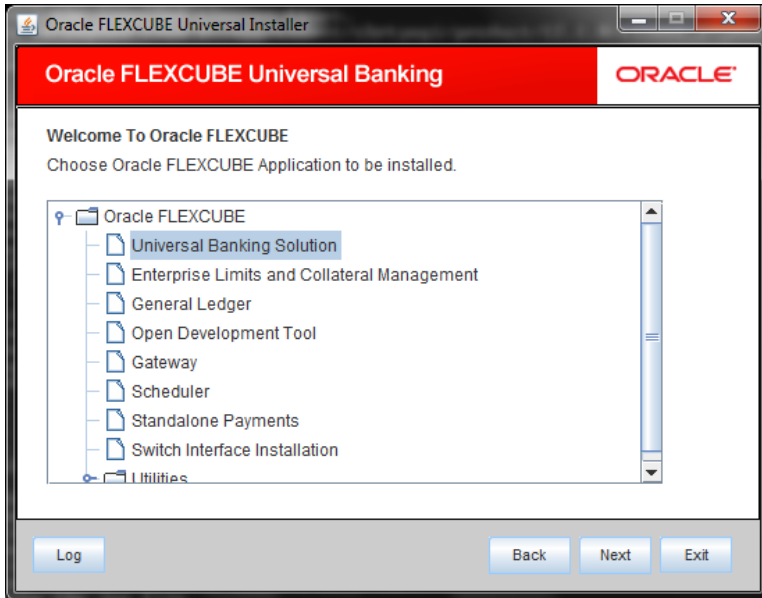 Oracle FLEXCUBE Universal Installer
Oracle FLEXCUBE Universal Banking
ORACLE
Welcome To Oracle FLEXCUBE
Choose Oracle FLEXCUBE Application to be installed.
Oracle FLEXCUBE
Universal Banking Solution
Enterprise Limits and Collateral Management
General Ledger
Open Development Tool
Gateway
Scheduler
Standalone Payments
Switch Interface Installation
Utilities
Log Back Next Exit